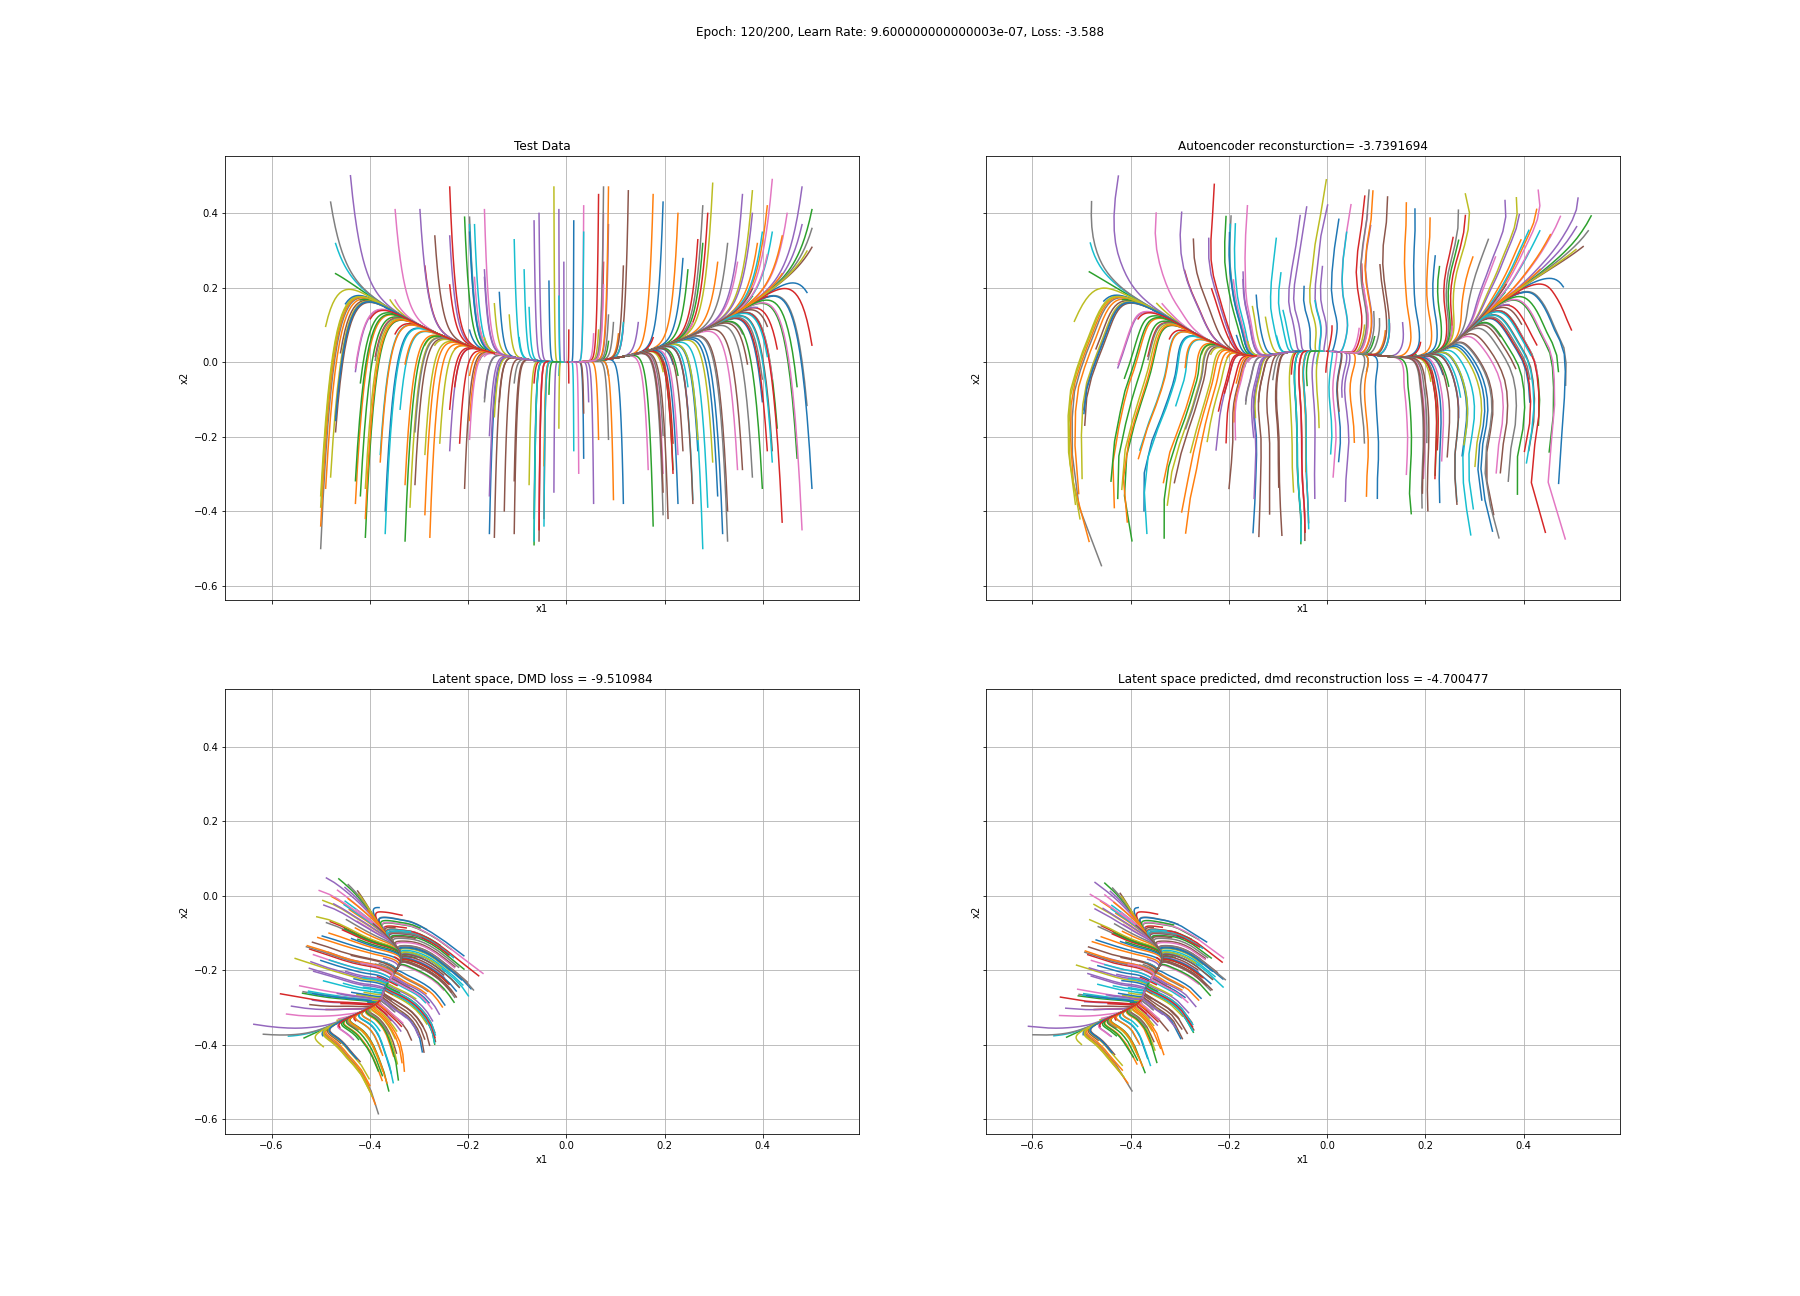 Epoch: 120/200, Learn Rate: 9.600000000000003e-07, Loss: -3.588
Test Data
Autoencoder reconsturction= -3.7391694
0.4
0.2
0.0
−0.2
−0.4
−0.6
x2
x1
x2
x1
Latent space, DMD loss = -9.510984
Latent space predicted, dmd reconstruction loss = -4.700477
0.4
0.2
0.0
−0.2
−0.4
−0.6
x2
−0.6 −0.4 −0.2 0.0 0.2 0.4
x1
x2
−0.6 −0.4 −0.2 0.0 0.2 0.4
x1